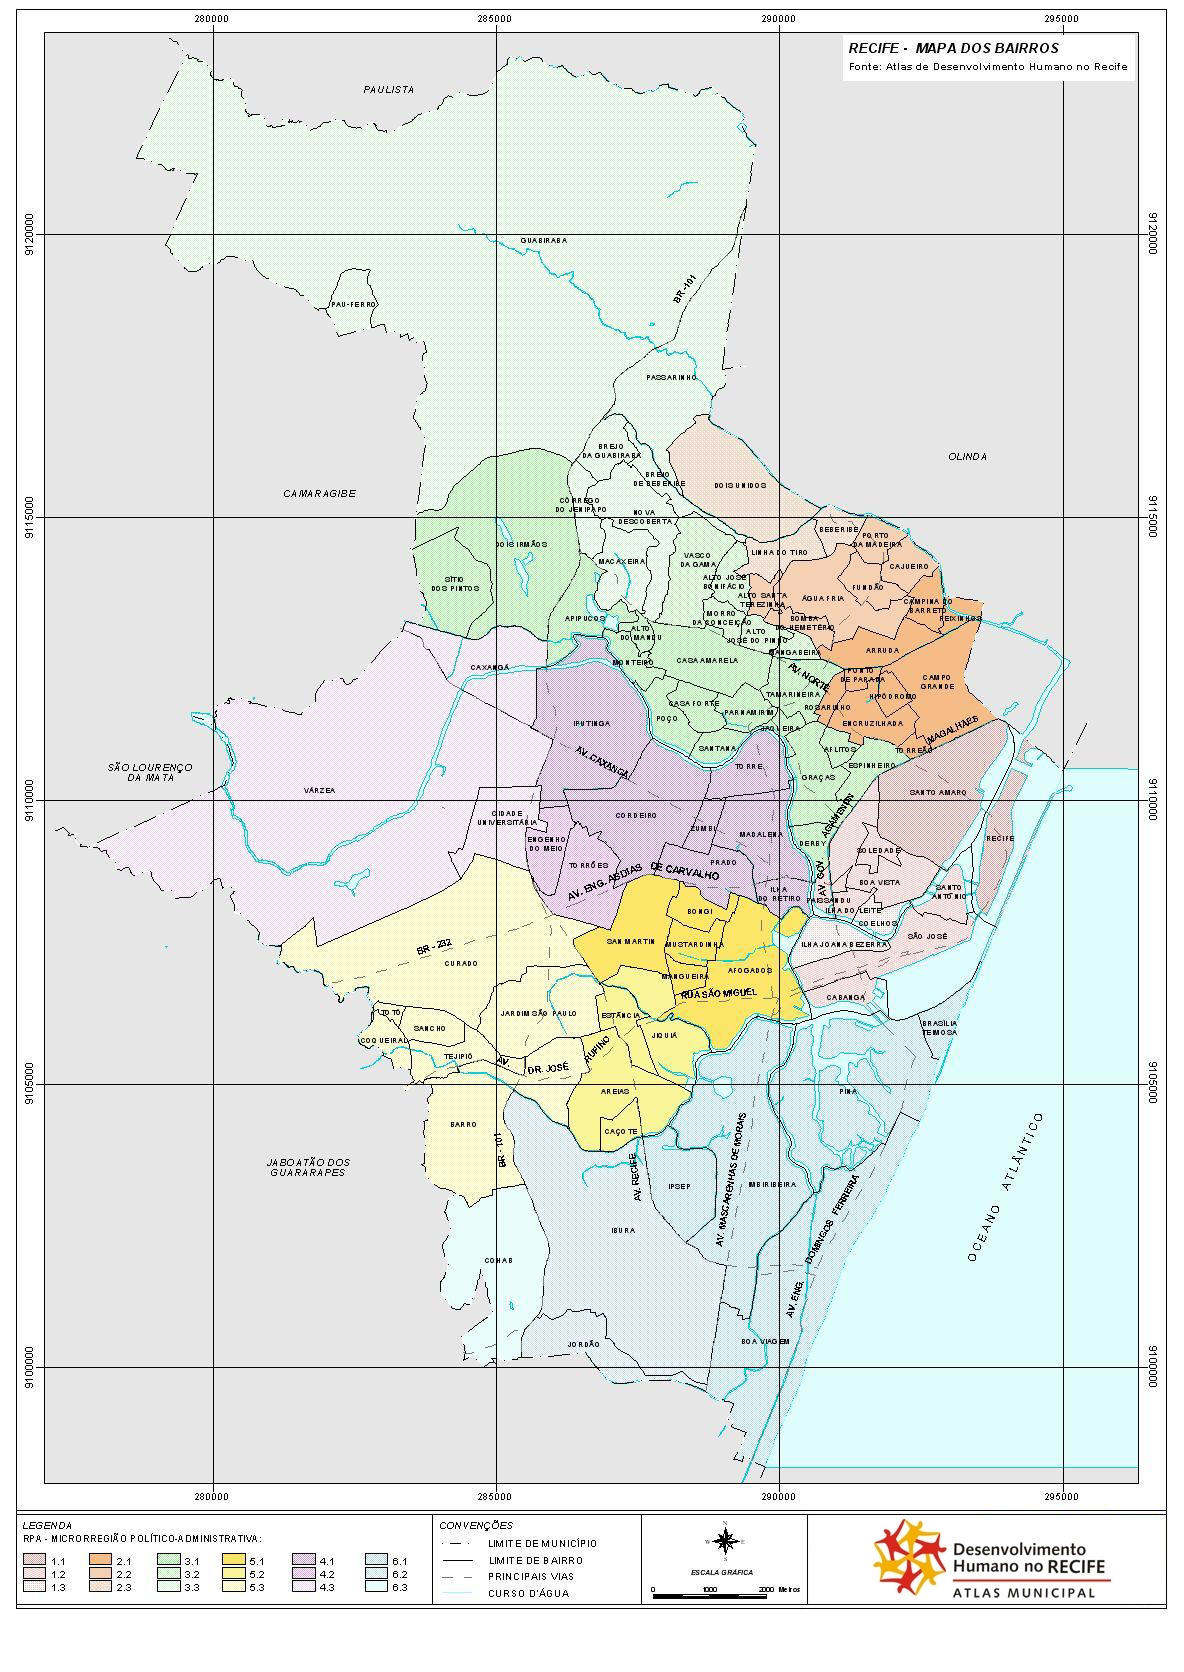 280000 285000 290000 295000
RECIFE - MAPA DOS BAIRROS
Fonte: Atlas de Desenvolvimento Humano no Recife
PAULISTA
9120000 9120000
GUABIRABA
BR-101
PAU-FERRO
PASSARINHO
BREJO
DA GUABIRABA
OLINDA
BREJO
DE BEBERIBE
DOIS UNIDOS
CAMARAGIBE
CÓRREGO
DO JENIPAPO
NOVA
DESCOBERTA
9115000 9115000
BEBERIBE
PORTO
DA MADEIRA
DOIS IRMÃOS
LINHA DO TIRO
VASCO
DA GAMA
MACAXEIRA
CAJUEIRO
SÍTIO
DOS PINTOS
ALTO JOSÉ
BONIFÁCIO
FUNDÃO
ALTO SANTA
TEREZINHA
ÁGUA FRIA
CAMPINA DO
BARRETO
PEIXINHOS
APIPUCOS
MORRO
DA CONCEIÇÃO
BOMBA
DO HEMETÉRIO
ALTO
DO MANDU
ALTO
JOSÉ DO PINHO
MANGABEIRA
ARRUDA
CAXANGÁ
MONTEIRO
CASA AMARELA
AV. NORTE
PONTO
DE PARADA
CAMPO
GRANDE
TAMARINEIRA
HIPÓDROMO
CASA FORTE
ROSARINHO
POÇO
PARNAMIRIM
IPUTINGA
JAQUEIRA
ENCRUZILHADA
MAGALHÃES
SANTANA
AFLITOS
TORREÃO
AV. CAXANGÁ
TORRE
ESPINHEIRO
SÃO LOURENÇO
DA MATA
GRAÇAS
VÁRZEA
SANTO AMARO
9110000 9110000
CIDADE
UNIVERSITÁRIA
CORDEIRO
AGAMENON
ZUMBI
MADALENA
RECIFE
ENGENHO
DO MEIO
DERBY
SOLEDADE
TORRÕES
PRADO
AV. ENG. ABDIAS DE CARVALHO
AV. GOV.
BOA VISTA
SANTO
ANTONIO
ILHA
DO RETIRO
PAISSANDU
ILHA DO LEITE
BONGI
COELHOS
SÃO JOSÉ
SAN MARTIN
MUSTARDINHA
ILHA JOANA BEZERRA
BR - 232
CURADO
MANGUEIRA
AFOGADOS
RUA SÃO MIGUEL
CABANGA
TOTÓ
JARDIM SÃO PAULO
ESTÂNCIA
SANCHO
BRASÍLIA
TEIMOSA
COQUEIRAL
JIQUIÁ
TEJIPIÓ
AV. DR. JOSÉ RUFINO
9105000 9105000
AREIAS
PINA
BARRO
CAÇOTE
BR - 101
JABOATÃO DOS
GUARARAPES
AV. RECIFE
IPSEP
AV. MASCARENHAS DE MORAIS
IMBIRIBEIRA
AV. ENG. DOMINGOS FERREIRA
OCEANO ATLÂNTICO
IBURA
COHAB
JORDÃO
BOA VIAGEM
9100000 9100000
280000 285000 290000 295000
LEGENDA
RPA - MICRORREGIÃO POLÍTICO-ADMINISTRATIVA:
1.1 2.1 3.1 5.1 4.1 6.1
1.2 2.2 3.2 5.2 4.2 6.2
1.3 2.3 3.3 5.3 4.3 6.3
CONVENÇÕES
LIMITE DE MUNICÍPIO
LIMITE DE BAIRRO
PRINCIPAIS VIAS
CURSO D'ÁGUA
N
W E
S
ESCALA GRÁFICA
0 1000 2000 Metros
Desenvolvimento
Humano no RECIFE
ATLAS MUNICIPAL